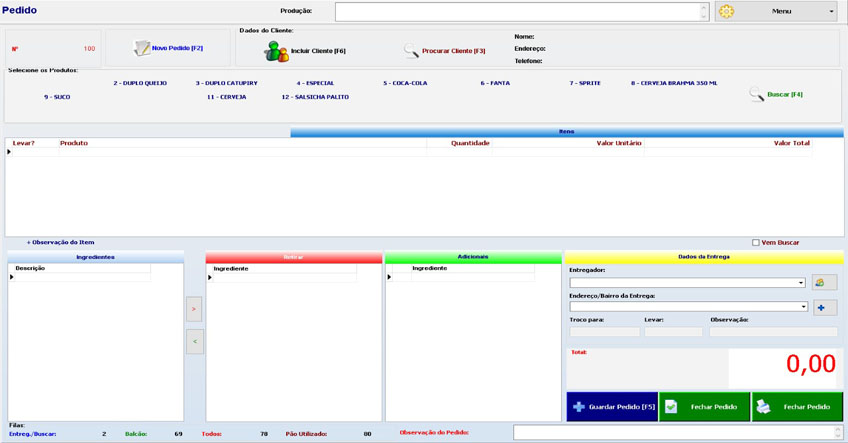 Pedido
Produção:
Menu
Nº 100
Novo Pedido [F2]
Dados do Cliente:
Incluir Cliente [F6]
Procurar Cliente [F3]
Nome:
Endereço:
Telefone:
Selecione os Produtos:
2 - DUPLO QUEIJO 3 - DUPLO CATUPIRY 4 - ESPECIAL 5 - COCA-COLA 6 - FANTA 7 - SPRITE 8 - CERVEJA BRAHMA 350 ML
9 - SUCO 11 - CERVEJA 12 - SALSICHA PALITO
Buscar [F4]
Itens
Levar? Produto Quantidade Valor Unitário Valor Total
+ Observação do Item
Vem Buscar
Ingredientes
Descrição
Retirar
Ingrediente
Adicionais
Ingrediente
>
<
Dados da Entrega
Entregador:
Endereço/Bairro da Entrega:
Troco para: Levar: Observação:
Total:
0,00
Guardar Pedido [F5] Fechar Pedido Fechar Pedido
Filas:
Entreg./Buscar: 2 Balcão: 69 Todos: 70 Pão Utilizado: 00 Observação do Pedido: